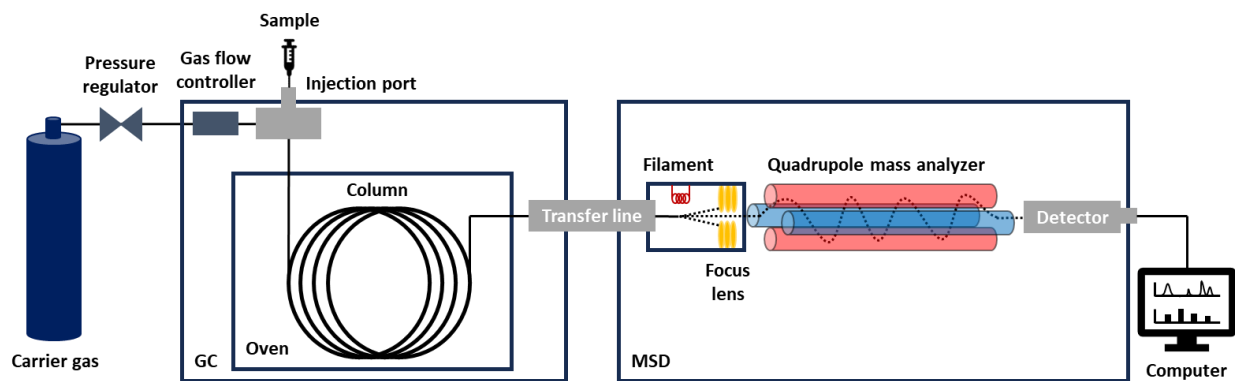 Sample
Pressure
regulator
Gas flow
controller
Injection port
Filament
Quadrupole mass analyzer
Column
Transfer line
Detector
Focus
lens
Oven
GC
MSD
Carrier gas
Computer